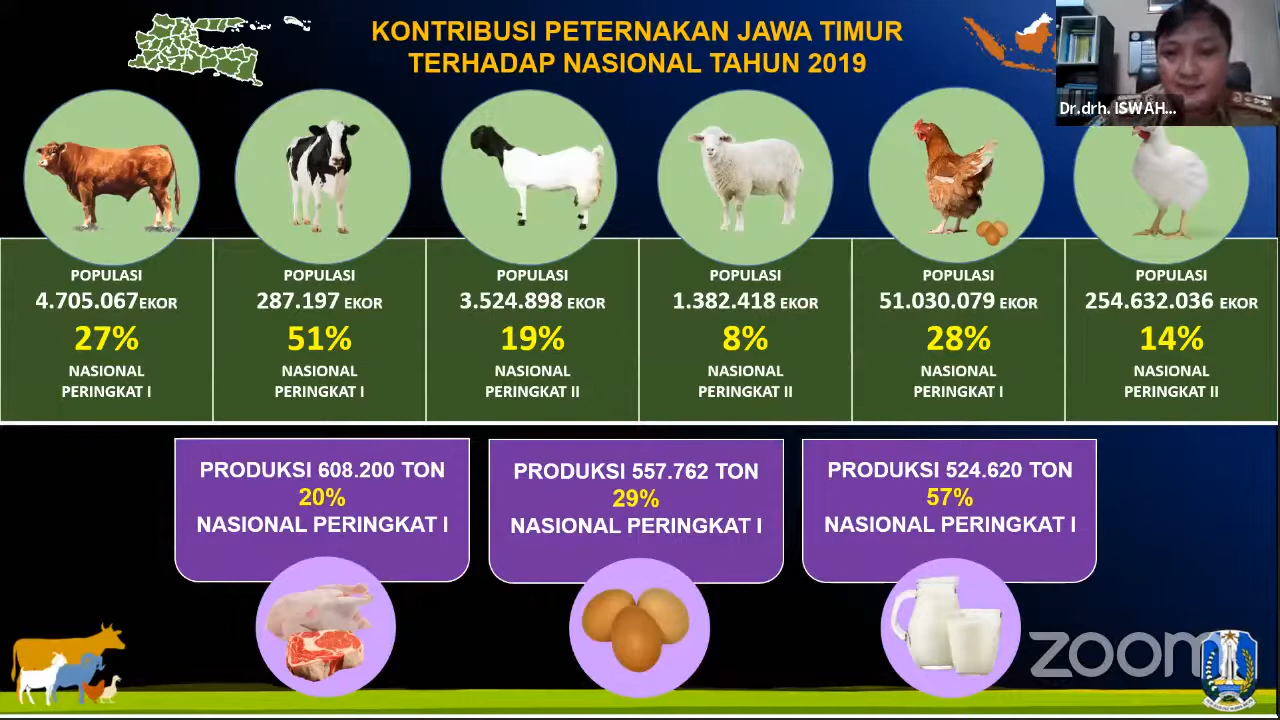 KONTRIBUSI PETERNAKAN JAWA TIMUR
TERHADAP NASIONAL TAHUN 2019
Dr.drh. ISWAH...
POPULASI
4.705.067EKOR
27%
NASIONAL
PERINGKAT I
POPULASI
287.197 EKOR
51%
NASIONAL
PERINGKAT I
POPULASI
3.524.898 EKOR
19%
NASIONAL
PERINGKAT II
POPULASI
1.382.418 EKOR
8%
NASIONAL
PERINGKAT II
POPULASI
51.030.079 EKOR
28%
NASIONAL
PERINGKAT I
POPULASI
254.632.036 EKOR
14%
NASIONAL
PERINGKAT II
PRODUKSI 608.200 TON
20%
NASIONAL PERINGKAT I
PRODUKSI 557.762 TON
29%
NASIONAL PERINGKAT I
PRODUKSI 524.620 TON
57%
NASIONAL PERINGKAT I
zoom